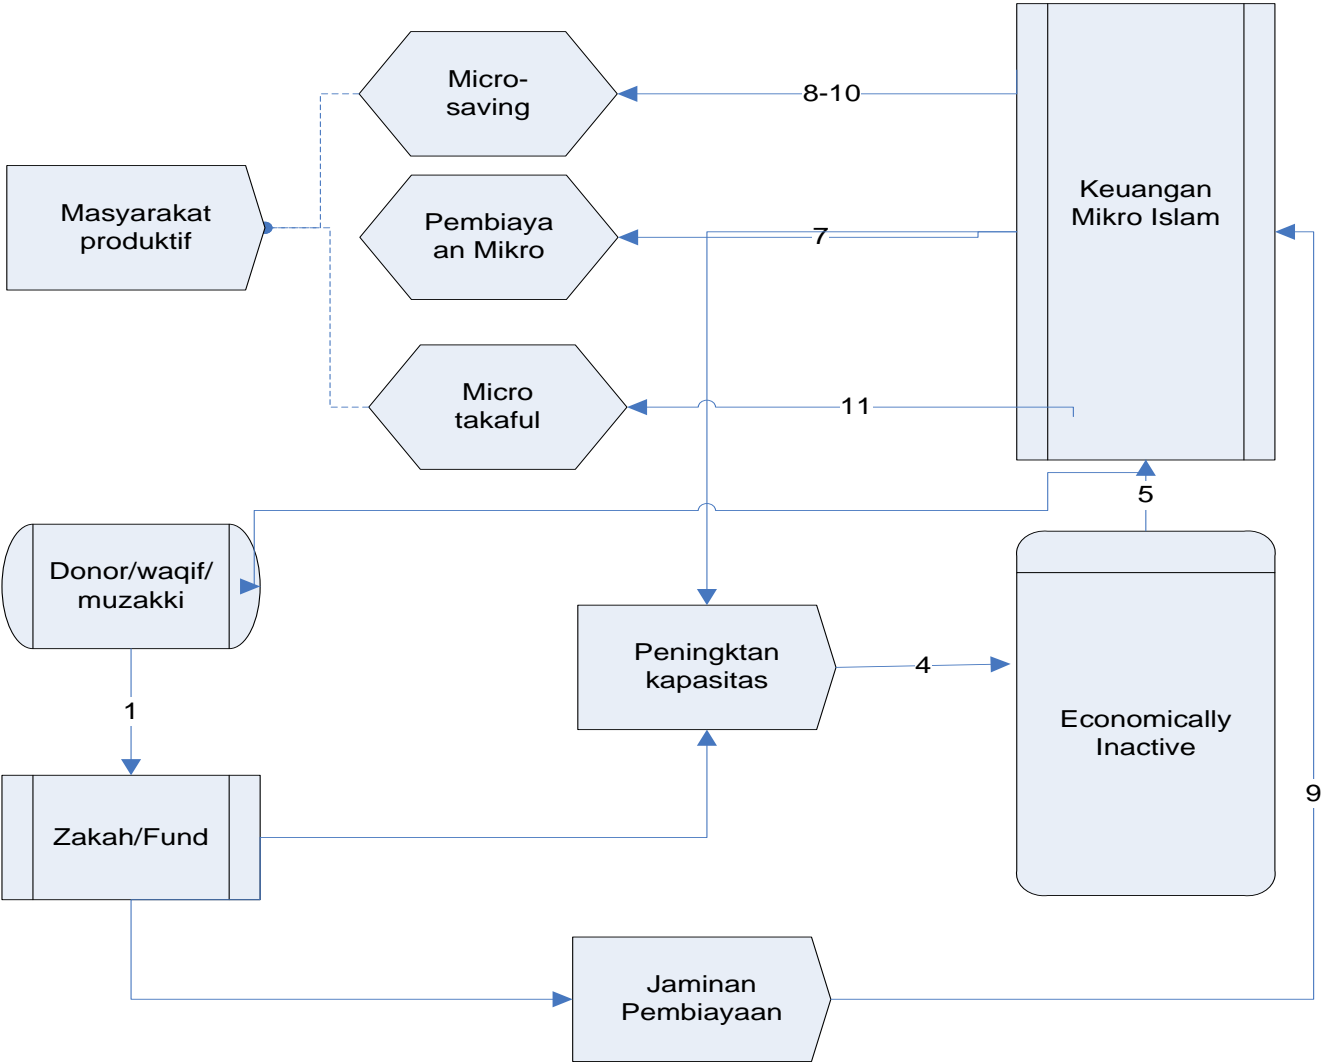 Micro-
saving
8-10
Keuangan
Mikro Islam
Masyarakat
produktif
Pembiaya
an Mikro
7
Micro
takaful
11
5
Donor/waqif/
muzakki
Peningktan
kapasitas
4
Economically
Inactive
1
9
Zakah/Fund
Jaminan
Pembiayaan